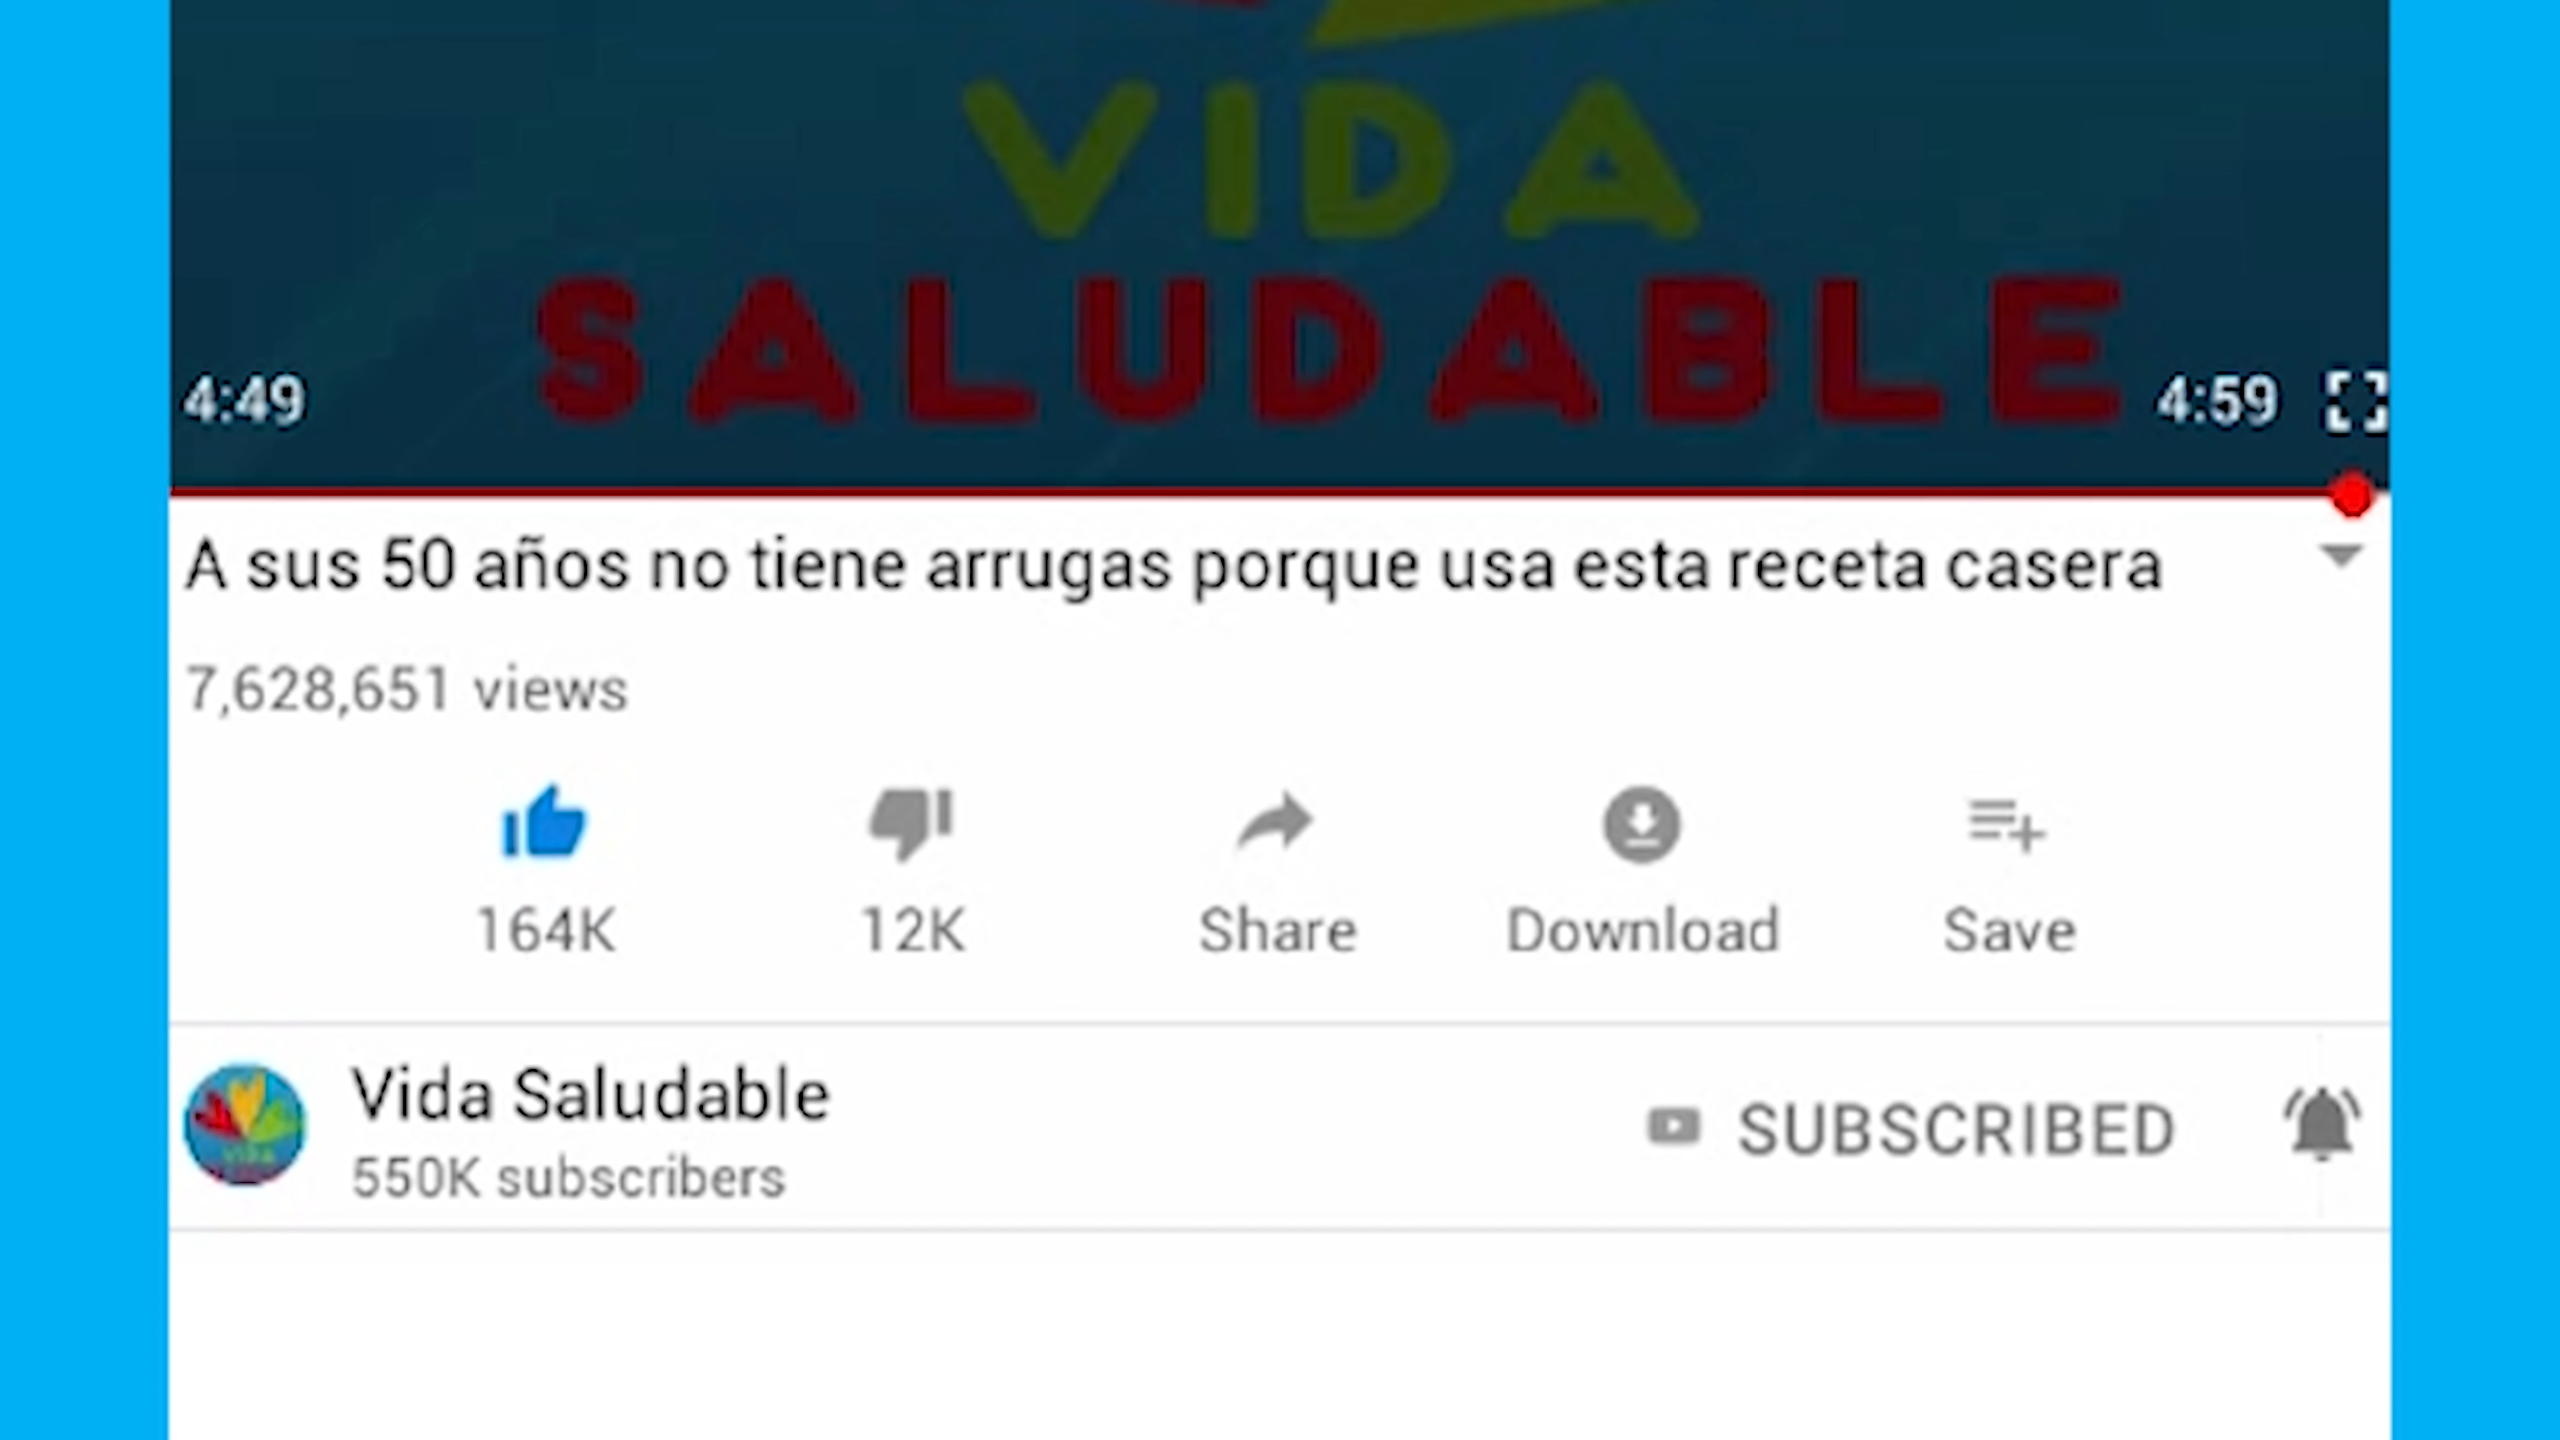 VIDA
SALUDABLE
4:49
4:59
A sus 50 años no tiene arrugas porque usa esta receta casera
7,628,651 views
164K
12K
Share
Download
Save
Vida Saludable
550K subscribers
SUBSCRIBED